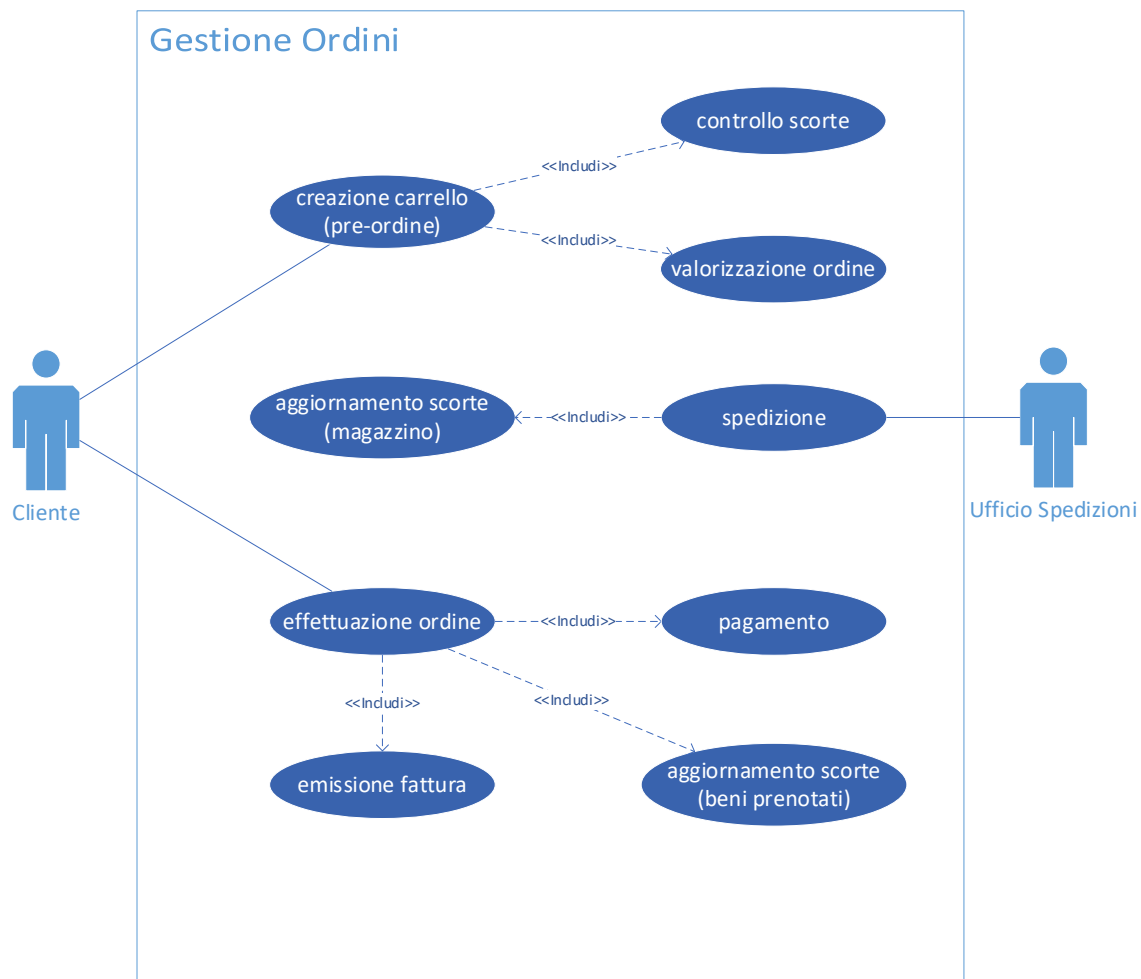 Gestione Ordini
controllo scorte
<<Includi>>
creazione carrello
(pre-ordine)
<<Includi>>
valorizzazione ordine
aggiornamento scorte
(magazzino)
<<Includi>>
spedizione
Cliente
Ufficio Spedizioni
effettuazione ordine
<<Includi>>
pagamento
<<Includi>>
<<Includi>>
emissione fattura
aggiornamento scorte
(beni prenotati)